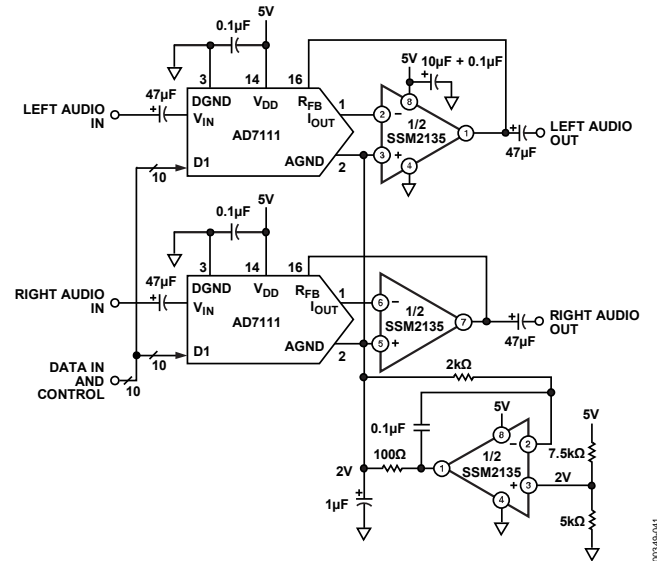 5V
0.1µF
3
14
16
47µF
DGND
VDD
RFB
LEFT AUDIO
IN
+
VIN
IOUT
1
AD7111
AGND
2
D1
10
5V
10µF + 0.1µF
+
8
2
−
1/2
SSM2135
1
3
+
4
+
47µF
LEFT AUDIO
OUT
5V
0.1µF
3
14
16
47µF
DGND
VDD
RFB
RIGHT AUDIO
IN
+
VIN
IOUT
1
AD7111
AGND
2
D1
10
DATA IN
AND
CONTROL
10
6
−
1/2
SSM2135
7
5
+
+
47µF
RIGHT AUDIO
OUT
2kΩ
0.1µF
5V
5V
8
−
2
7.5kΩ
100Ω
1/2
SSM2135
1
2V
+
3
2V
4
+
1µF
5kΩ
00349-041